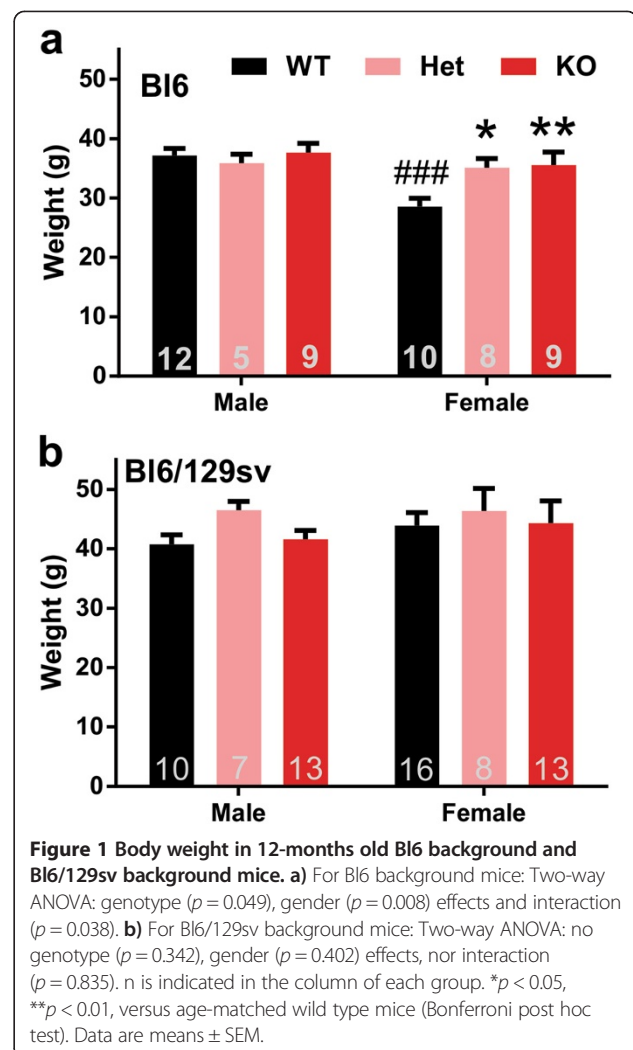 a
WT Het KO
Bl6
50
40
30
20
10
0
Weight (g)
### * **
12 5 9 10 8 9
Male Female
b
Bl6/129sv
50
40
30
20
10
0
Weight (g)
10 7 13 16 8 13
Male Female
Figure 1 Body weight in 12-months old Bl6 background and
Bl6/129sv background mice. a) For Bl6 background mice: Two-way
ANOVA: genotype (p = 0.049), gender (p = 0.008) effects and interaction
(p = 0.038). b) For Bl6/129sv background mice: Two-way ANOVA: no
genotype (p = 0.342), gender (p = 0.402) effects, nor interaction
(p = 0.835). n is indicated in the column of each group. *p < 0.05,
**p < 0.01, versus age-matched wild type mice (Bonferroni post hoc
test). Data are means ± SEM.